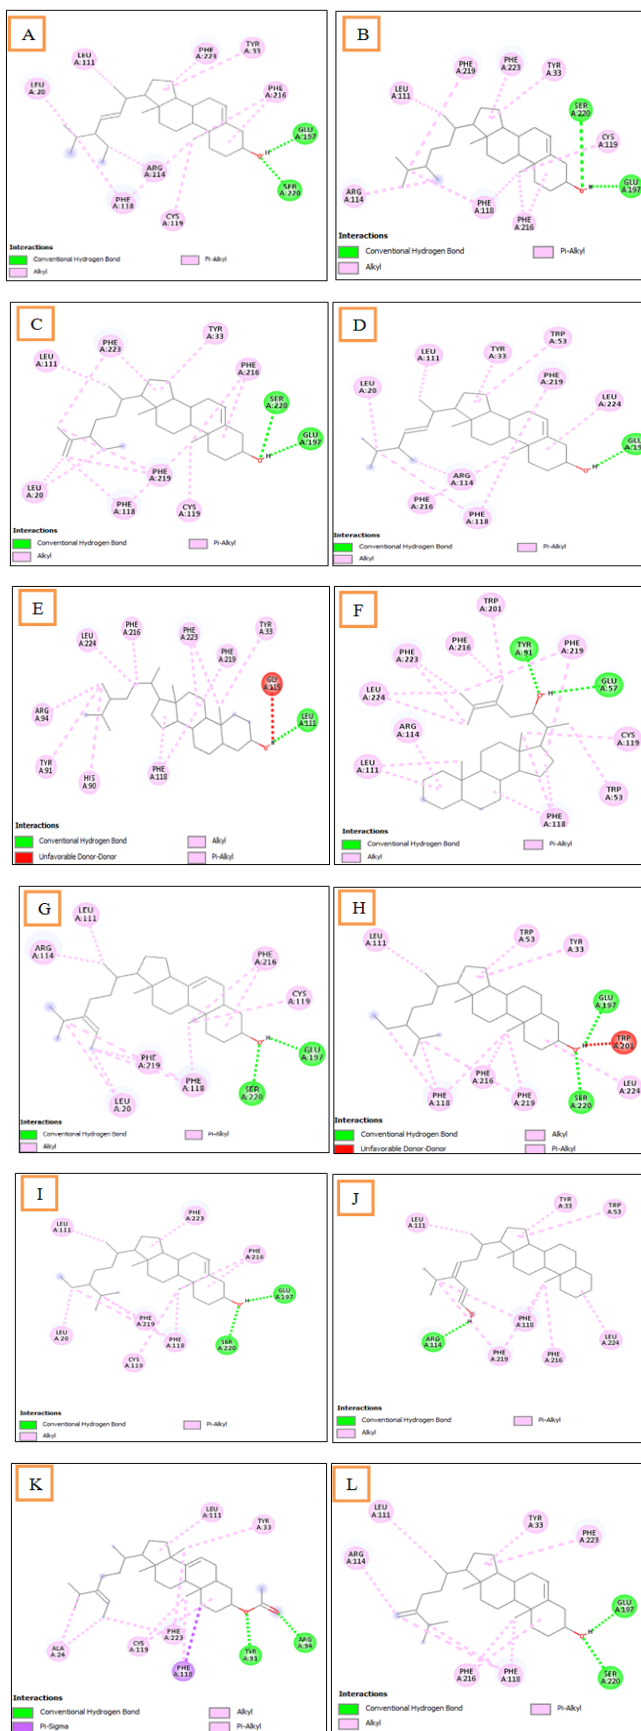 A
LEU
A:111
PHE
A:223
TYR
A:33
LEU
A:20
PHE
A:216
GLU
A:197
H
O
ARG
A:114
SER
A:220
PHE
A:118
CYS
A:119
Interactions
Conventional Hydrogen Bond
Pi-Alkyl
Alkyl
B
PHE
A:219
PHE
A:223
TYR
A:33
LEU
A:111
SER
A:220
CYS
A:119
GLU
A:197
H
O
ARG
A:114
PHE
A:118
PHE
A:216
Interactions
Conventional Hydrogen Bond
Pi-Alkyl
Alkyl
C
PHE
A:223
TYR
A:33
LEU
A:111
PHE
A:216
SER
A:220
GLU
A:197
H
O
LEU
A:20
PHE
A:219
PHE
A:118
CYS
A:119
Interactions
Conventional Hydrogen Bond
Pi-Alkyl
Alkyl
D
LEU
A:111
TYR
A:33
TRP
A:53
LEU
A:20
PHE
A:219
LEU
A:224
GLU
A:19
H
O
ARG
A:114
PHE
A:216
PHE
A:118
Interactions
Conventional Hydrogen Bond
Pi-Alkyl
Alkyl
E
LEU
A:224
PHE
A:216
PHE
A:223
PHE
A:219
TYR
A:33
GLY
A:115
LEU
A:111
H
O
ARG
A:94
TYR
A:91
HIS
A:90
PHE
A:118
Interactions
Conventional Hydrogen Bond
Alkyl
Unfavorable Donor-Donor
Pi-Alkyl
F
TRP
A:201
PHE
A:216
TYR
A:91
PHE
A:219
PHE
A:223
GLU
A:57
LEU
A:224
H
O
ARG
A:114
CYS
A:119
LEU
A:111
TRP
A:53
PHE
A:118
Interactions
Conventional Hydrogen Bond
Pi-Alkyl
Alkyl
G
LEU
A:111
ARG
A:114
PHE
A:216
CYS
A:119
H
O
GLU
A:197
PHE
A:219
PHE
A:118
SER
A:220
LEU
A:20
Interactions
Conventional Hydrogen Bond
Pi-Alkyl
Alkyl
H
LEU
A:111
TRP
A:53
TYR
A:33
GLU
A:197
TRP
A:201
H
O
PHE
A:118
PHE
A:216
PHE
A:219
SER
A:220
LEU
A:224
Interactions
Conventional Hydrogen Bond
Alkyl
Unfavorable Donor-Donor
Pi-Alkyl
I
LEU
A:111
PHE
A:223
PHE
A:216
GLU
A:197
H
O
LEU
A:20
PHE
A:219
PHE
A:118
SER
A:220
CYS
A:119
Interactions
Conventional Hydrogen Bond
Pi-Alkyl
Alkyl
J
LEU
A:111
TYR
A:33
TRP
A:53
O
H
ARG
A:114
PHE
A:118
PHE
A:219
PHE
A:216
LEU
A:224
Interactions
Conventional Hydrogen Bond
Pi-Alkyl
Alkyl
K
LEU
A:111
TYR
A:33
ALA
A:24
CYS
A:119
PHE
A:223
PHE
A:118
TYR
A:91
ARG
A:94
Interactions
Conventional Hydrogen Bond
Alkyl
Pi-Sigma
Pi-Alkyl
L
LEU
A:111
TYR
A:33
PHE
A:223
ARG
A:114
GLU
A:197
H
O
PHE
A:216
PHE
A:118
SER
A:220
Interactions
Conventional Hydrogen Bond
Pi-Alkyl
Alkyl